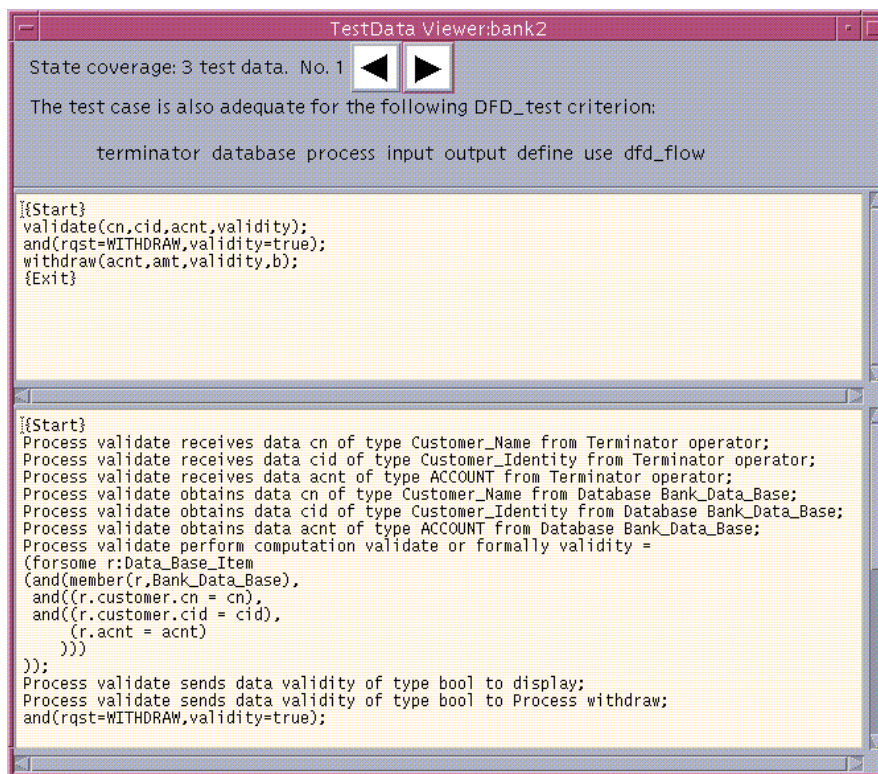 TestData Viewer:bank2
State coverage: 3 test data. No. 1
The test case is also adequate for the following DFD_test criterion:
terminator database process input output define use dfd_flow
{Start}
validate(cn,cid,acnt,validity);
and(rqst=WITHDRAW,validity=true);
withdraw(acnt,amt,validity,b);
{Exit}
{Start}
Process validate receives data cn of type Customer_Name from Terminator operator;
Process validate receives data cid of type Customer_Identity from Terminator operator;
Process validate receives data acnt of type ACCOUNT from Terminator operator;
Process validate obtains data cn of type Customer_Name from Database Bank_Data_Base;
Process validate obtains data cid of type Customer_Identity from Database Bank_Data_Base;
Process validate obtains data acnt of type ACCOUNT from Database Bank_Data_Base;
Process validate perform computation validate or formally validity =
(forsome r:Data_Base_Item
(and(member(r,Bank_Data_Base),
and((r.customer.cn = cn),
and((r.customer.cid = cid),
(r.acnt = acnt)
)))
));
Process validate sends data validity of type bool to display;
Process validate sends data validity of type bool to Process withdraw;
and(rqst=WITHDRAW,validity=true);